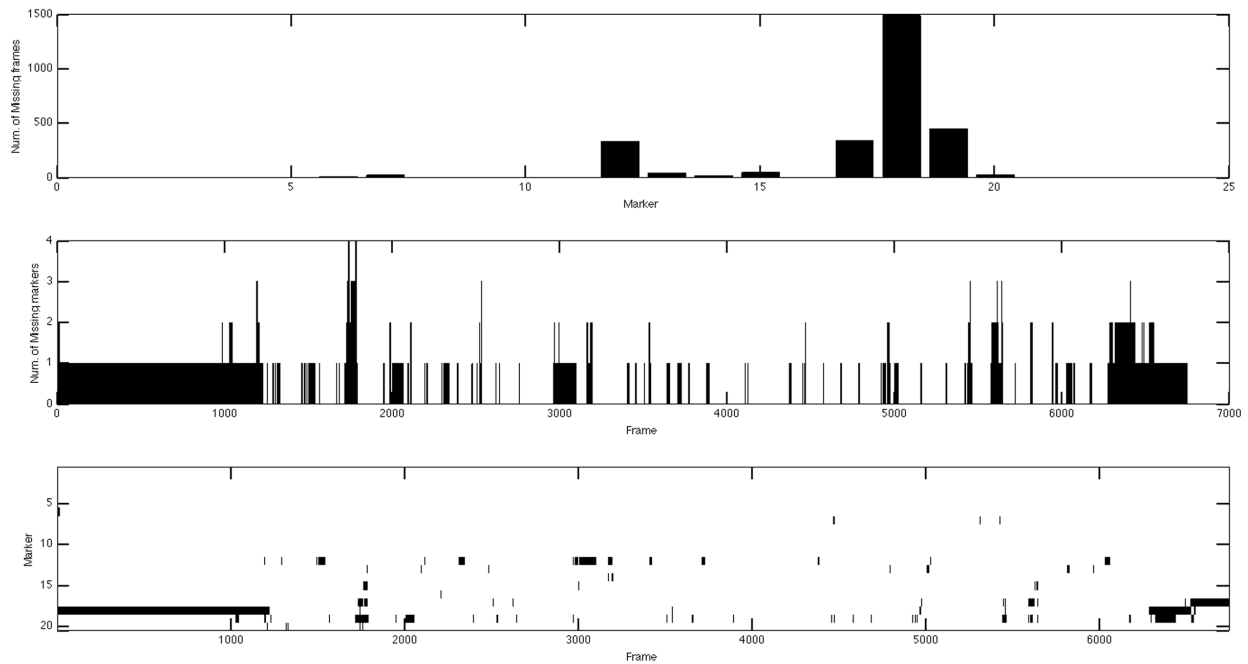 1500
1000
500
0
Num. of Missing frames
0 5 10 15 20 25
Marker
4
3
2
1
0
Num. of Missing markers
0 1000 2000 3000 4000 5000 6000 7000
Frame
5
10
15
20
Marker
1000 2000 3000 4000 5000 6000
Frame